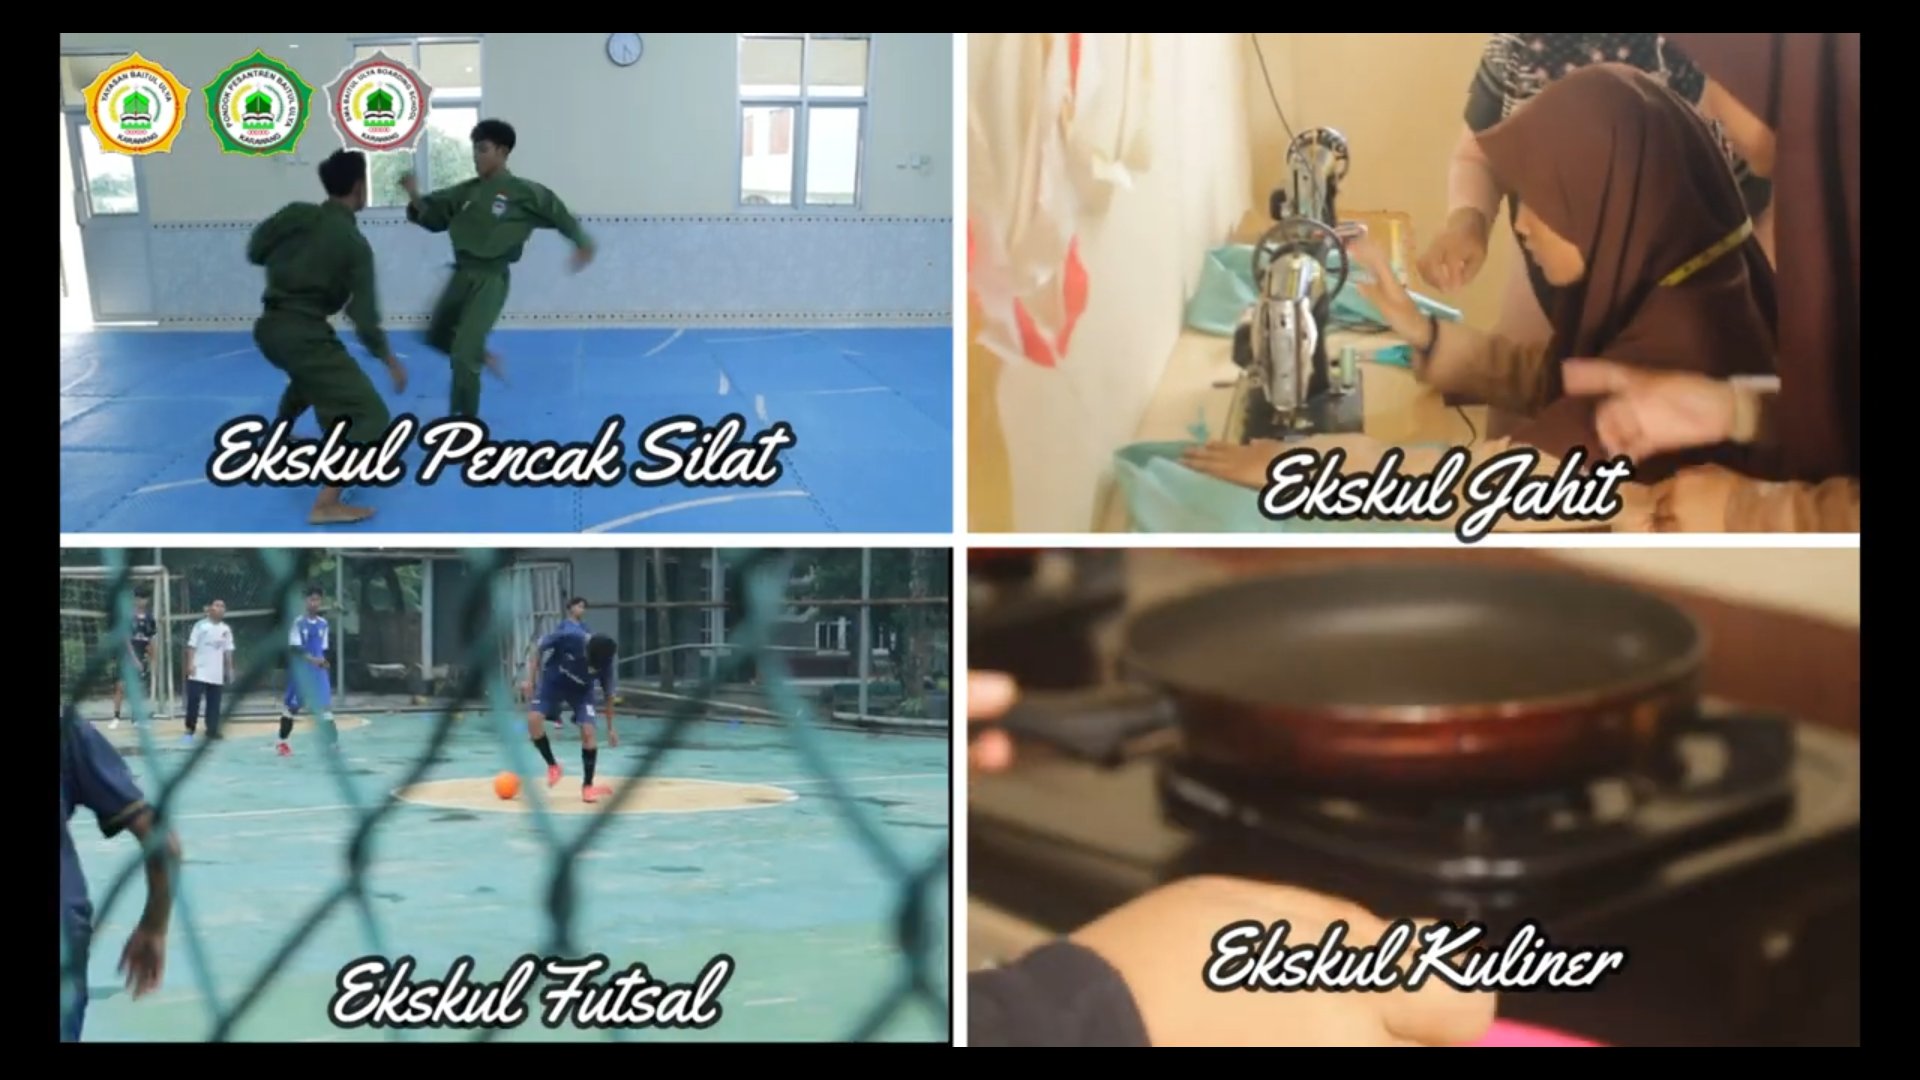 YAYASAN BAITUL ULYA
KARAWANG
PONDOK PESANTREN BAITUL ULYA
KARAWANG
SMA BAITUL ULYA BOARDING SCHOOL
KARAWANG
Ekskul Pencak Silat
Ekskul Jahit
Ekskul Futsal
Ekskul Kuliner